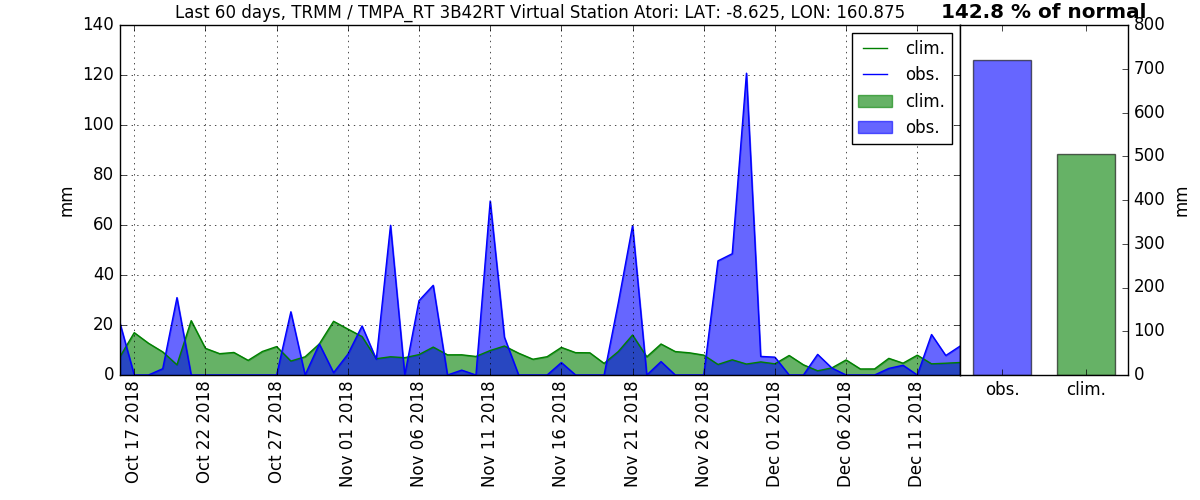 Last 60 days, TRMM / TMPA_RT 3B42RT Virtual Station Atori: LAT: -8.625, LON: 160.875
142.8 % of normal
140
120
100
80
60
40
20
0
mm
clim.
obs.
clim.
obs.
800
700
600
500
400
300
200
100
0
mm
Oct 17 2018
Oct 22 2018
Oct 27 2018
Nov 01 2018
Nov 06 2018
Nov 11 2018
Nov 16 2018
Nov 21 2018
Nov 26 2018
Dec 01 2018
Dec 06 2018
Dec 11 2018
obs.
clim.